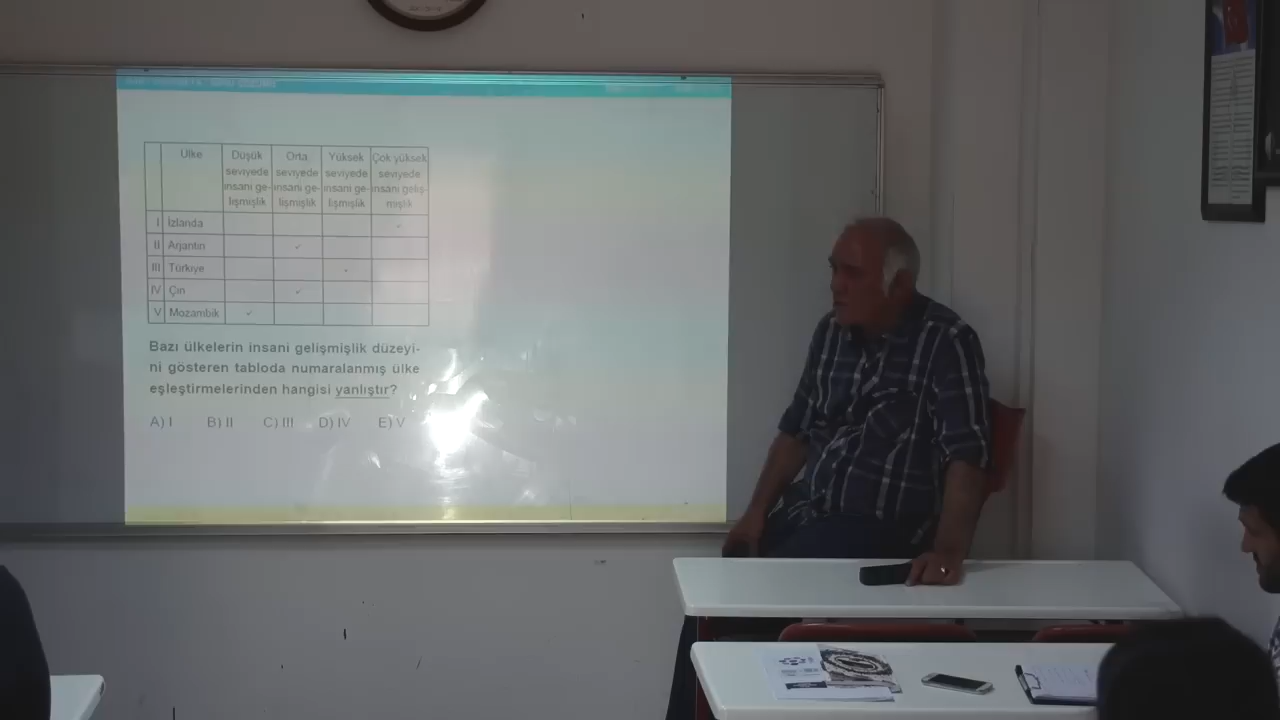 Ülke
Düşük seviyede insani ge- lişmişlik
Orta seviyede insani ge- lişmişlik
Yüksek seviyede insani ge- lişmişlik
Çok yüksek seviyede insani geliş- mişlik
I İzlanda ✓
II Arjantin ✓
III Türkiye ✓
IV Çin ✓
V Mozambik ✓
Bazı ülkelerin insani gelişmişlik düzeyi-
ni gösteren tabloda numaralanmış ülke
eşleştirmelerinden hangisi yanlıştır?
A) I B) II C) III D) IV E) V